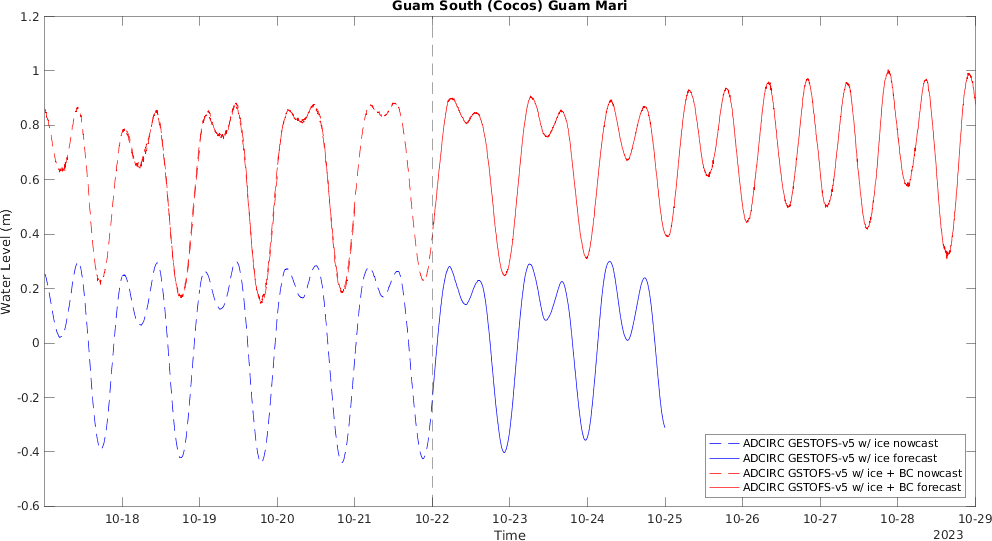 Guam South (Cocos) Guam Mari
Water Level (m)
1.2
1
0.8
0.6
0.4
0.2
0
-0.2
-0.4
-0.6
ADCIRC GESTOFS-v5 w/ ice nowcast
ADCIRC GESTOFS-v5 w/ ice forecast
ADCIRC GSTOFS-v5 w/ ice + BC nowcast
ADCIRC GSTOFS-v5 w/ ice + BC forecast
10-18 10-19 10-20 10-21 10-22 10-23 10-24 10-25 10-26 10-27 10-28 10-29
Time
2023